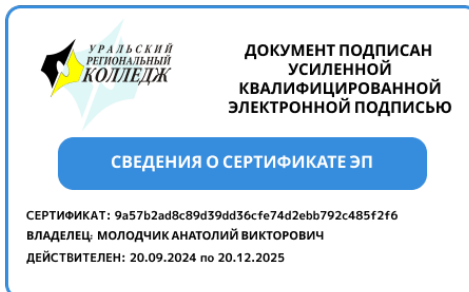 УРАЛЬСКИЙ
РЕГИОНАЛЬНЫЙ
КОЛЛЕДЖ
ДОКУМЕНТ ПОДПИСАН
УСИЛЕННОЙ
КВАЛИФИЦИРОВАННОЙ
ЭЛЕКТРОННОЙ ПОДПИСЬЮ
СВЕДЕНИЯ О СЕРТИФИКАТЕ ЭП
СЕРТИФИКАТ: 9a57b2ad8c89d39dd36cfe74d2ebb792c485f2f6
ВЛАДЕЛЕЦ: МОЛОДЧИК АНАТОЛИЙ ВИКТОРОВИЧ
ДЕЙСТВИТЕЛЕН: 20.09.2024 по 20.12.2025